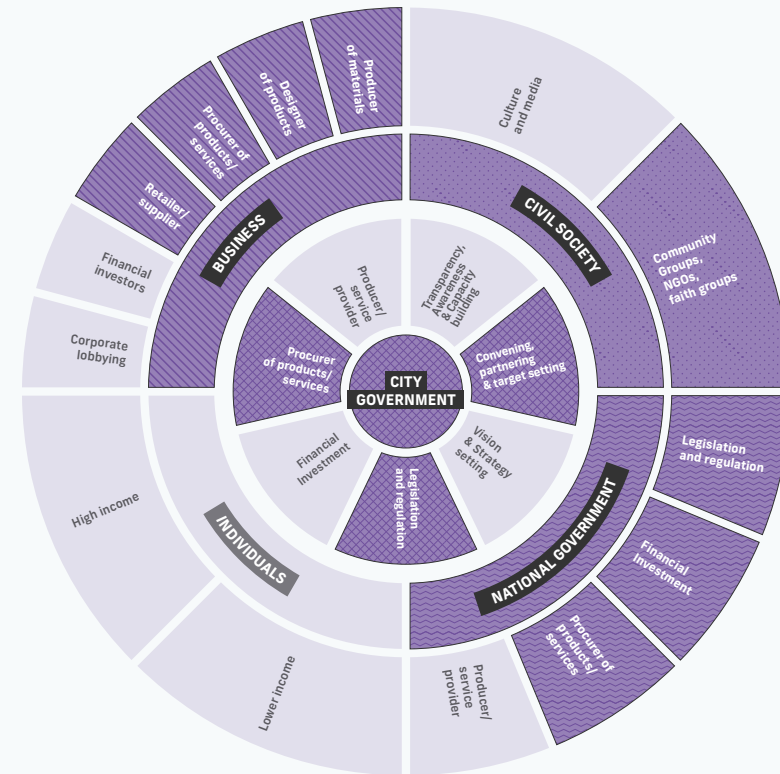 Producer
of materials
Designer
of products
Procurer of
products/
services
Retailer/
supplier
Financial
investors
Corporate
lobbying
BUSINESS
Culture
and media
Community
Groups,
NGOs,
faith groups
CIVIL SOCIETY
Producer/
service
provider
Transparency,
Awareness
& Capacity
building
Procurer
of products/
services
Convening,
partnering
& target setting
CITY
GOVERNMENT
Financial
Investment
Legislation
and regulation
Vision
& Strategy
setting
High income
Lower income
INDIVIDUALS
NATIONAL GOVERNMENT
Legislation
and regulation
Financial
Investment
Procurer of
products/
services
Producer/
service
provider